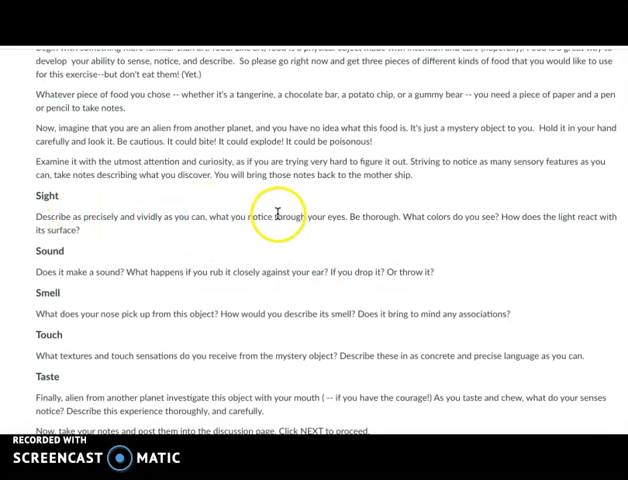 develop your ability to sense, notice, and describe. So please go right now and get three pieces of different kinds of food that you would like to use
for this exercise--but don't eat them! (Yet.)
Whatever piece of food you chose -- whether it's a tangerine, a chocolate bar, a potato chip, or a gummy bear -- you need a piece of paper and a pen
or pencil to take notes.
Now, imagine that you are an alien from another planet, and you have no idea what this food is. It's just a mystery object to you. Hold it in your hand
carefully and look it. Be cautious. It could bite! It could explode! It could be poisonous!
Examine it with the utmost attention and curiosity, as if you are trying very hard to figure it out. Striving to notice as many sensory features as you
can, take notes describing what you discover. You will bring those notes back to the mother ship.
Sight
Describe as precisely and vividly as you can, what you notice through your eyes. Be thorough. What colors do you see? How does the light react with
its surface?
Sound
Does it make a sound? What happens if you rub it closely against your ear? If you drop it? Or throw it?
Smell
What does your nose pick up from this object? How would you describe its smell? Does it bring to mind any associations?
Touch
What textures and touch sensations do you receive from the mystery object? Describe these in as concrete and precise language as you can.
Taste
Finally, alien from another planet investigate this object with your mouth ( -- if you have the courage!) As you taste and chew, what do your senses
notice? Describe this experience thoroughly, and carefully.
Now, take your notes and post them into the discussion page. Click NEXT to proceed.
RECORDED WITH
SCREENCAST MATIC